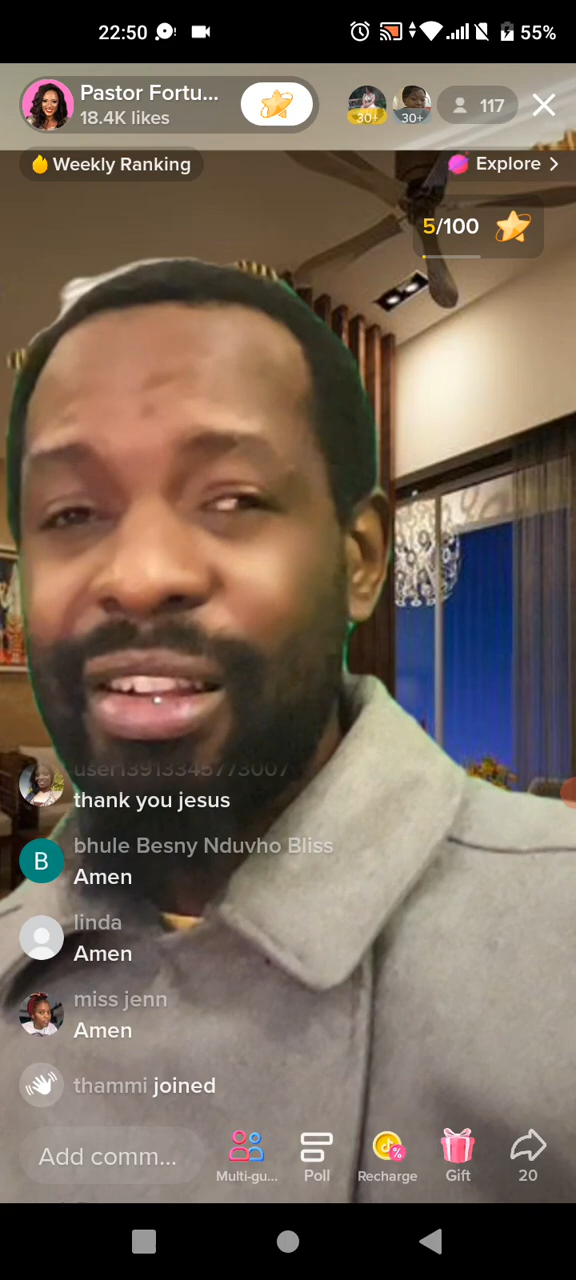 22:50
55%
Pastor Fortu...
18.4K likes
30+
30+
117
Weekly Ranking
Explore >
5/100
user13913345773007
thank you jesus
B
bhule Besny Nduvho Bliss
Amen
linda
Amen
miss jenn
Amen
thammi joined
Add comm...
Multi-gu...
Poll
Recharge
Gift
20